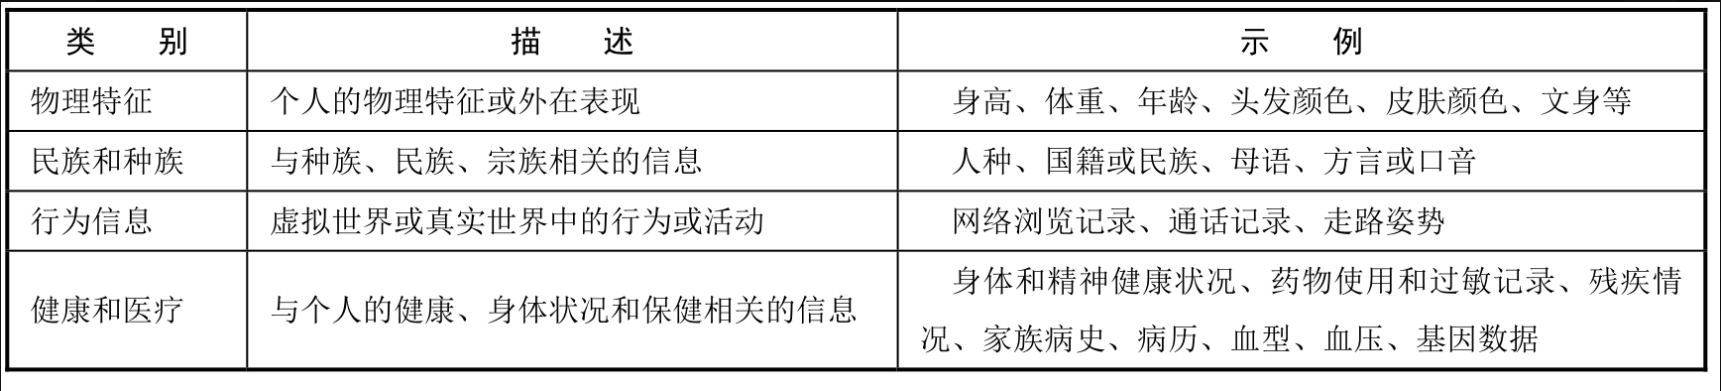 类 别 描 述 示 例
物理特征 个人的物理特征或外在表现 身高、体重、年龄、头发颜色、皮肤颜色、文身等
民族和种族 与种族、民族、宗族相关的信息 人种、国籍或民族、母语、方言或口音
行为信息 虚拟世界或真实世界中的行为或活动 网络浏览记录、通话记录、走路姿势
健康和医疗 与个人的健康、身体状况和保健相关的信息 身体和精神健康状况、药物使用和过敏记录、残疾情
况、家族病史、病历、血型、血压、基因数据